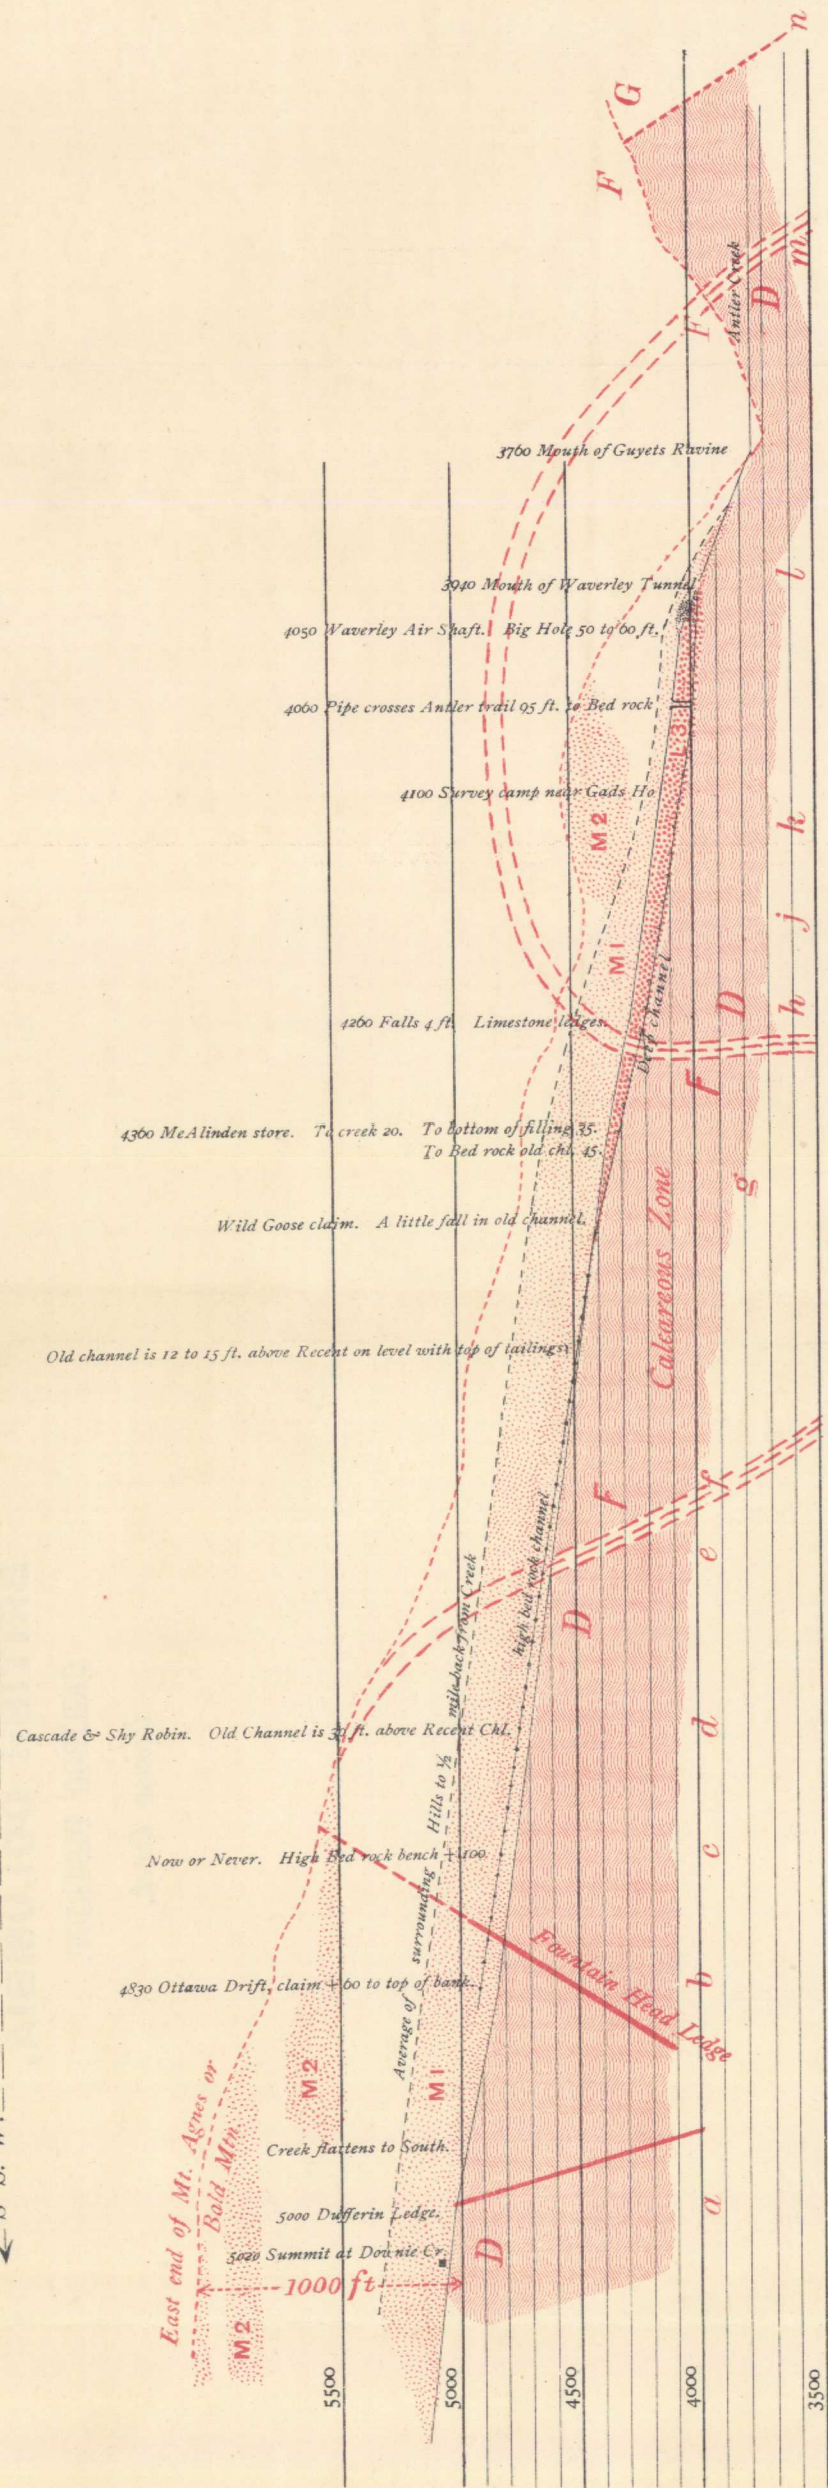 n
G
F
m
Antler Creek
D
F
3760 Mouth of Guyets Ravine
3940 Mouth of Waverley Tunnel
l
4050 Waverley Air Shaft. Big Hole 50 to 60 ft.
4060 Pipe crosses Antler trail 95 ft. to Bed rock
L 3
4100 Survey camp near Gads Ho
M 2
k
j
M 1
Deep channel
D
h
4260 Falls 4 ft. Limestone ledges.
F
4360 McAlinden store. To creek 20. To bottom of filling 35.
To Bed rock old chl. 45.
g
Calcareous Zone
Wild Goose claim. A little fall in old channel.
Old channel is 12 to 15 ft. above Recent on level with top of tailings
f
F
e
high bed rock channel
D
Cascade & Shy Robin. Old Channel is ft. above Recent Chl.
d
Average of surrounding Hills to ½ mile back from Creek
Now or Never. High Bed rock bench + 100
c
Fountain Head Ledge
b
4830 Ottawa Drift, claim + 60 to top of bank.
M 2
M 1
East end of Mt. Agnes or
Bald Mtn.
Creek flattens to South.
a
5000 Dufferin Ledge.
5020 Summit at Downie Cr.
D
1000 ft
M 2
5500
5000
4500
4000
3500